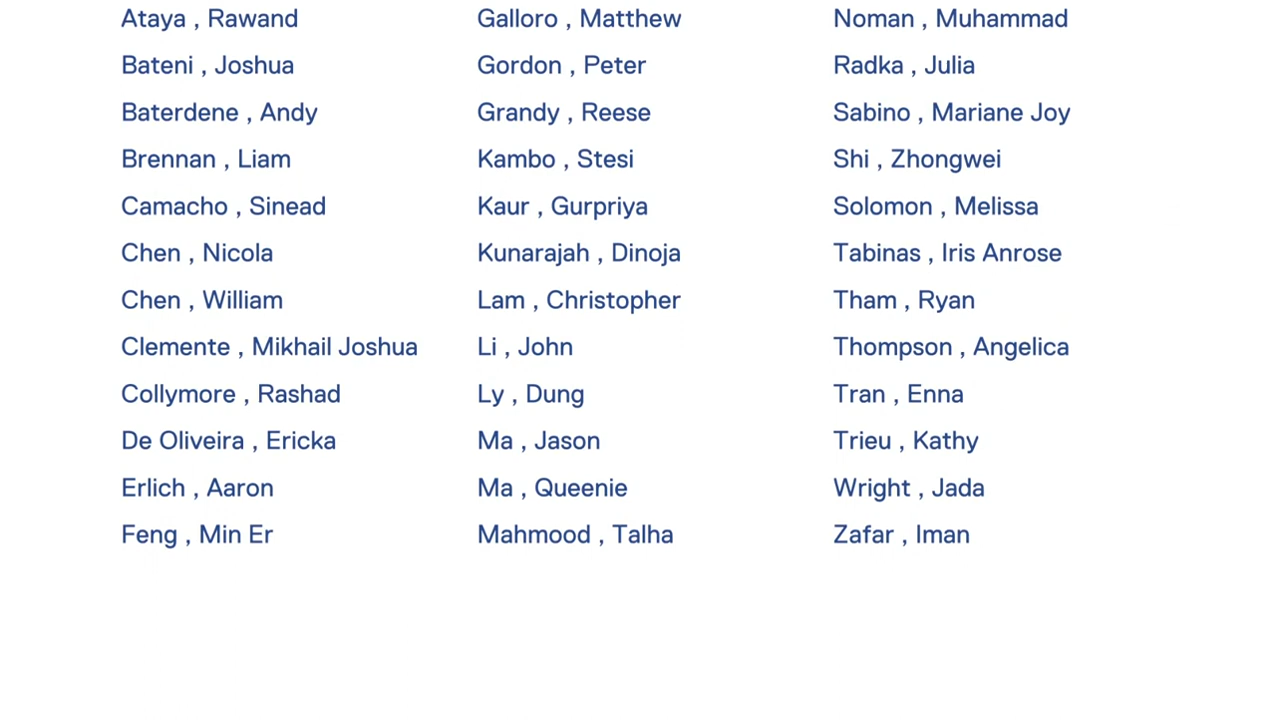 Ataya , Rawand
Bateni , Joshua
Baterdene , Andy
Brennan , Liam
Camacho , Sinead
Chen , Nicola
Chen , William
Clemente , Mikhail Joshua
Collymore , Rashad
De Oliveira , Ericka
Erlich , Aaron
Feng , Min Er
Galloro , Matthew
Gordon , Peter
Grandy , Reese
Kambo , Stesi
Kaur , Gurpriya
Kunarajah , Dinoja
Lam , Christopher
Li , John
Ly , Dung
Ma , Jason
Ma , Queenie
Mahmood , Talha
Noman , Muhammad
Radka , Julia
Sabino , Mariane Joy
Shi , Zhongwei
Solomon , Melissa
Tabinas , Iris Anrose
Tham , Ryan
Thompson , Angelica
Tran , Enna
Trieu , Kathy
Wright , Jada
Zafar , Iman